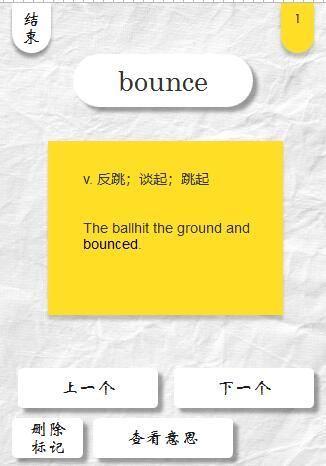 结束
1
bounce
v. 反跳；谈起；跳起
The ballhit the ground and
bounced.
上一个
下一个
删除
标记
查看意思